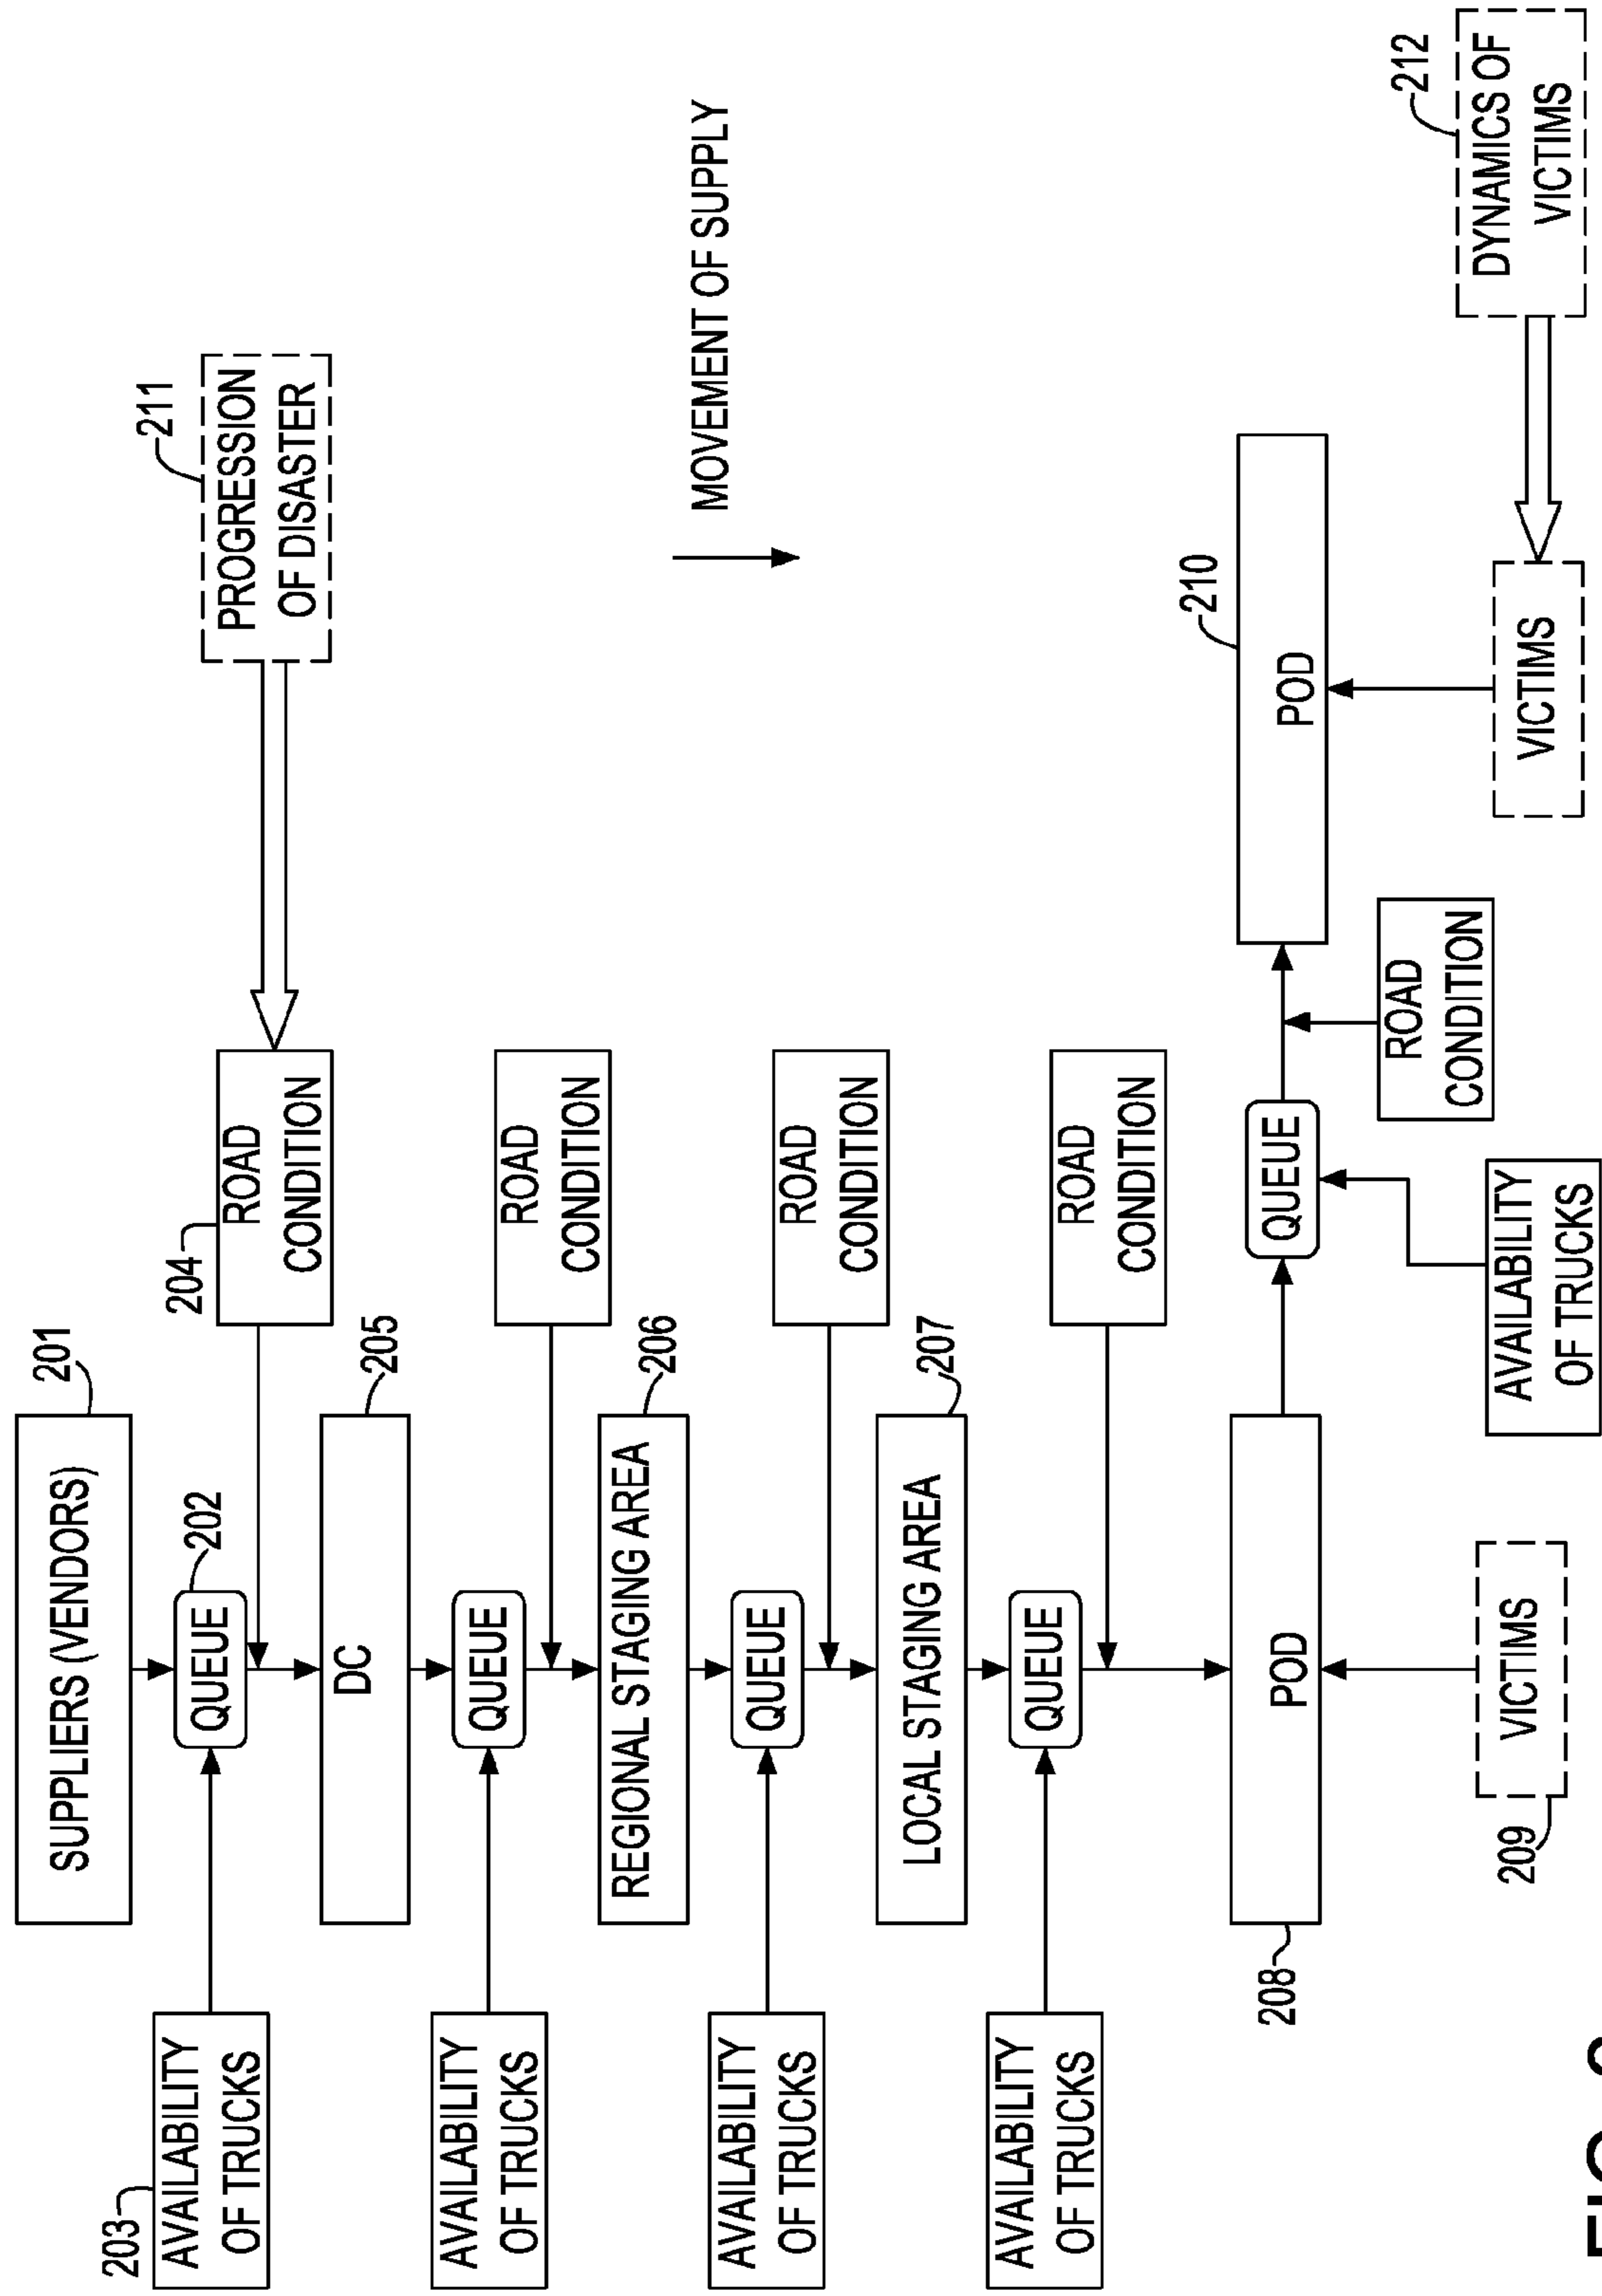 201
SUPPLIERS (VENDORS)
203
AVAILABILITY
OF TRUCKS
202
QUEUE
204
ROAD
CONDITION
211
PROGRESSION
OF DISASTER
205
DC
AVAILABILITY
OF TRUCKS
QUEUE
ROAD
CONDITION
206
REGIONAL STAGING AREA
MOVEMENT OF SUPPLY
AVAILABILITY
OF TRUCKS
QUEUE
ROAD
CONDITION
207
LOCAL STAGING AREA
AVAILABILITY
OF TRUCKS
QUEUE
ROAD
CONDITION
208
POD
QUEUE
210
POD
ROAD
CONDITION
AVAILABILITY
OF TRUCKS
209
VICTIMS
VICTIMS
212
DYNAMICS OF
VICTIMS